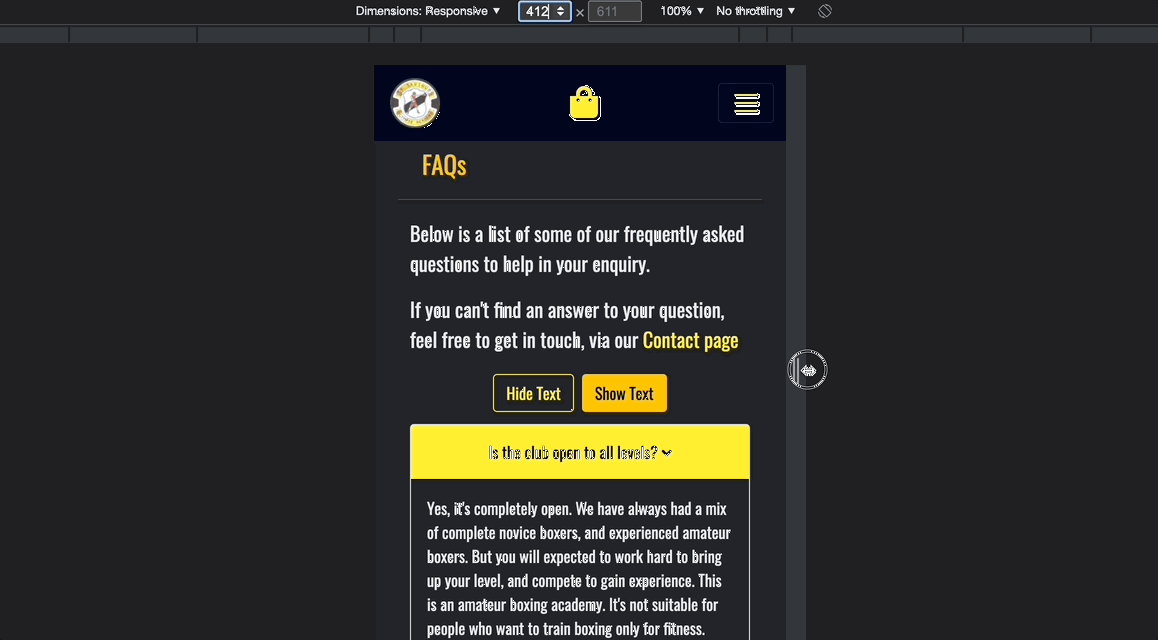 Dimensions: Responsive ▼ 412 × 611 100% ▼ No throttling ▼
FAQs
Below is a list of some of our frequently asked
questions to help in your enquiry.
If you can't find an answer to your question,
feel free to get in touch, via our Contact page
Hide Text Show Text
Is the club open to all levels?
Yes, it's completely open. We have always had a mix
of complete novice boxers, and experienced amateur
boxers. But you will expected to work hard to bring
up your level, and compete to gain experience. This
is an amateur boxing academy. It's not suitable for
people who want to train boxing only for fitness.